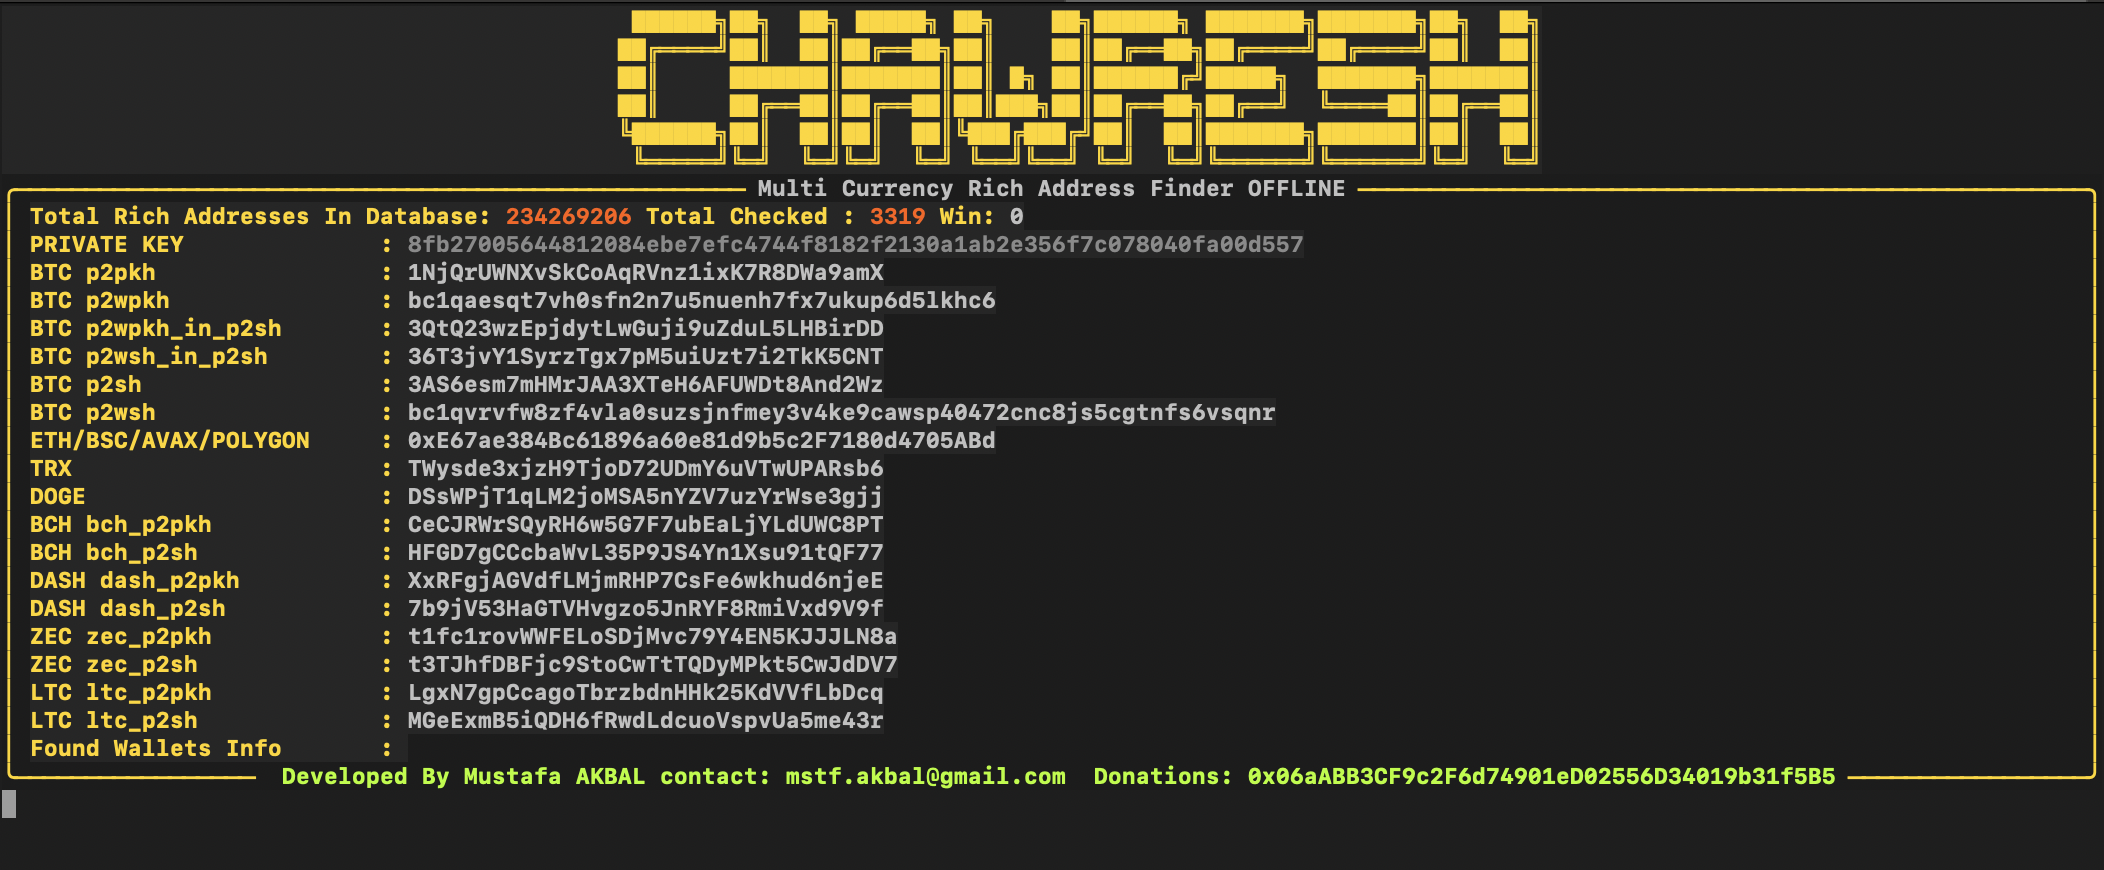 CHAWRESH
Multi Currency Rich Address Finder OFFLINE
Total Rich Addresses In Database: 234269206 Total Checked : 3319 Win: 0
PRIVATE KEY : 8fb27005644812084ebe7efc4744f8182f2130a1ab2e356f7c078040fa00d557
BTC p2pkh : 1NjQrUWNXvSkCoAqRVnz1ixK7R8DWa9amX
BTC p2wpkh : bc1qaesqt7vh0sfn2n7u5nuenh7fx7ukup6d5lkhc6
BTC p2wpkh_in_p2sh : 3QtQ23wzEpjdytLwGuji9uZduL5LHBirDD
BTC p2wsh_in_p2sh : 36T3jvY1SyrzTgx7pM5uiUzt7i2TkK5CNT
BTC p2sh : 3AS6esm7mHMrJAA3XTeH6AFUWDt8And2Wz
BTC p2wsh : bc1qvrvfw8zf4vla0suzsjnfmey3v4ke9cawsp40472cnc8js5cgtnfs6vsqnr
ETH/BSC/AVAX/POLYGON : 0xE67ae384Bc61896a60e81d9b5c2F7180d4705ABd
TRX : TWysde3xjzH9TjoD72UDmY6uVTwUPARsb6
DOGE : DSsWPjT1qLM2joMSA5nYZV7uzYrWse3gjj
BCH bch_p2pkh : CeCJRWrSQyRH6w5G7F7ubEaLjYLdUWC8PT
BCH bch_p2sh : HFGD7gCCcbaWvL35P9JS4Yn1Xsu91tQF77
DASH dash_p2pkh : XxRFgjAGVdfLMjmRHP7CsFe6wkhud6njeE
DASH dash_p2sh : 7b9jV53HaGTVHvgzo5JnRYF8RmiVxd9V9f
ZEC zec_p2pkh : t1fc1rovWWFELoSDjMvc79Y4EN5KJJJLN8a
ZEC zec_p2sh : t3TJhfDBFjc9StoCwTtTQDyMPkt5CwJdDV7
LTC ltc_p2pkh : LgxN7gpCcagoTbrzbdnHHk25KdVVfLbDcq
LTC ltc_p2sh : MGeExmB5iQDH6fRwdLdcuoVspvUa5me43r
Found Wallets Info :
Developed By Mustafa AKBAL contact: mstf.akbal@gmail.com Donations: 0x06aABB3CF9c2F6d74901eD02556D34019b31f5B5